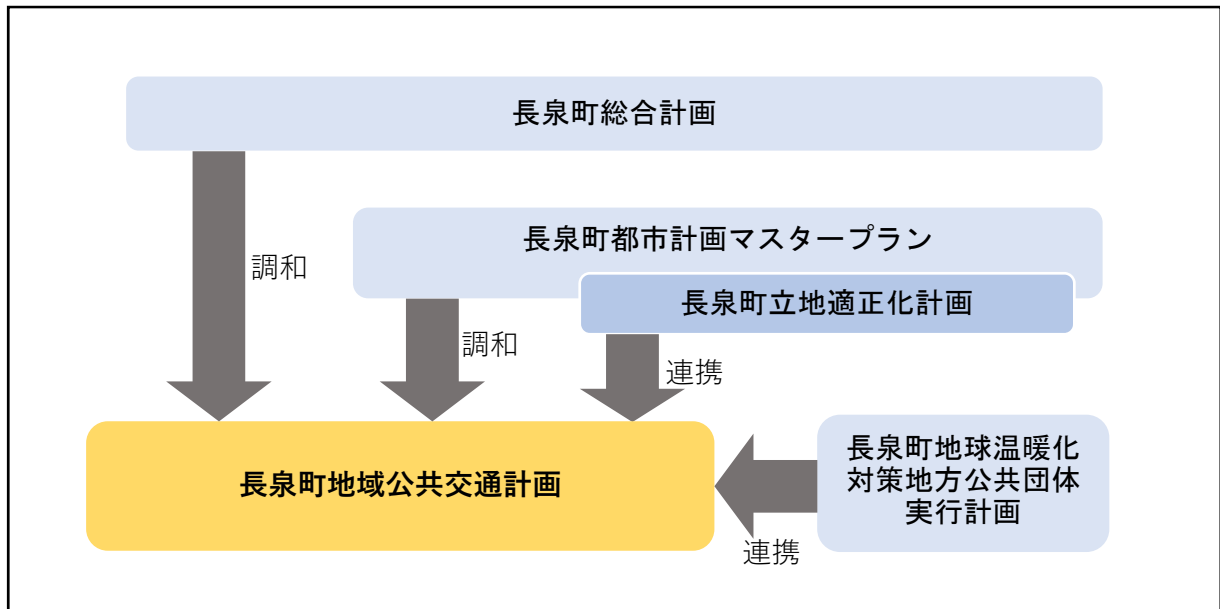 長泉町総合計画
長泉町都市計画マスタープラン
調和
長泉町立地適正化計画
調和
連携
長泉町地域公共交通計画
長泉町地球温暖化
対策地方公共団体
実行計画
連携